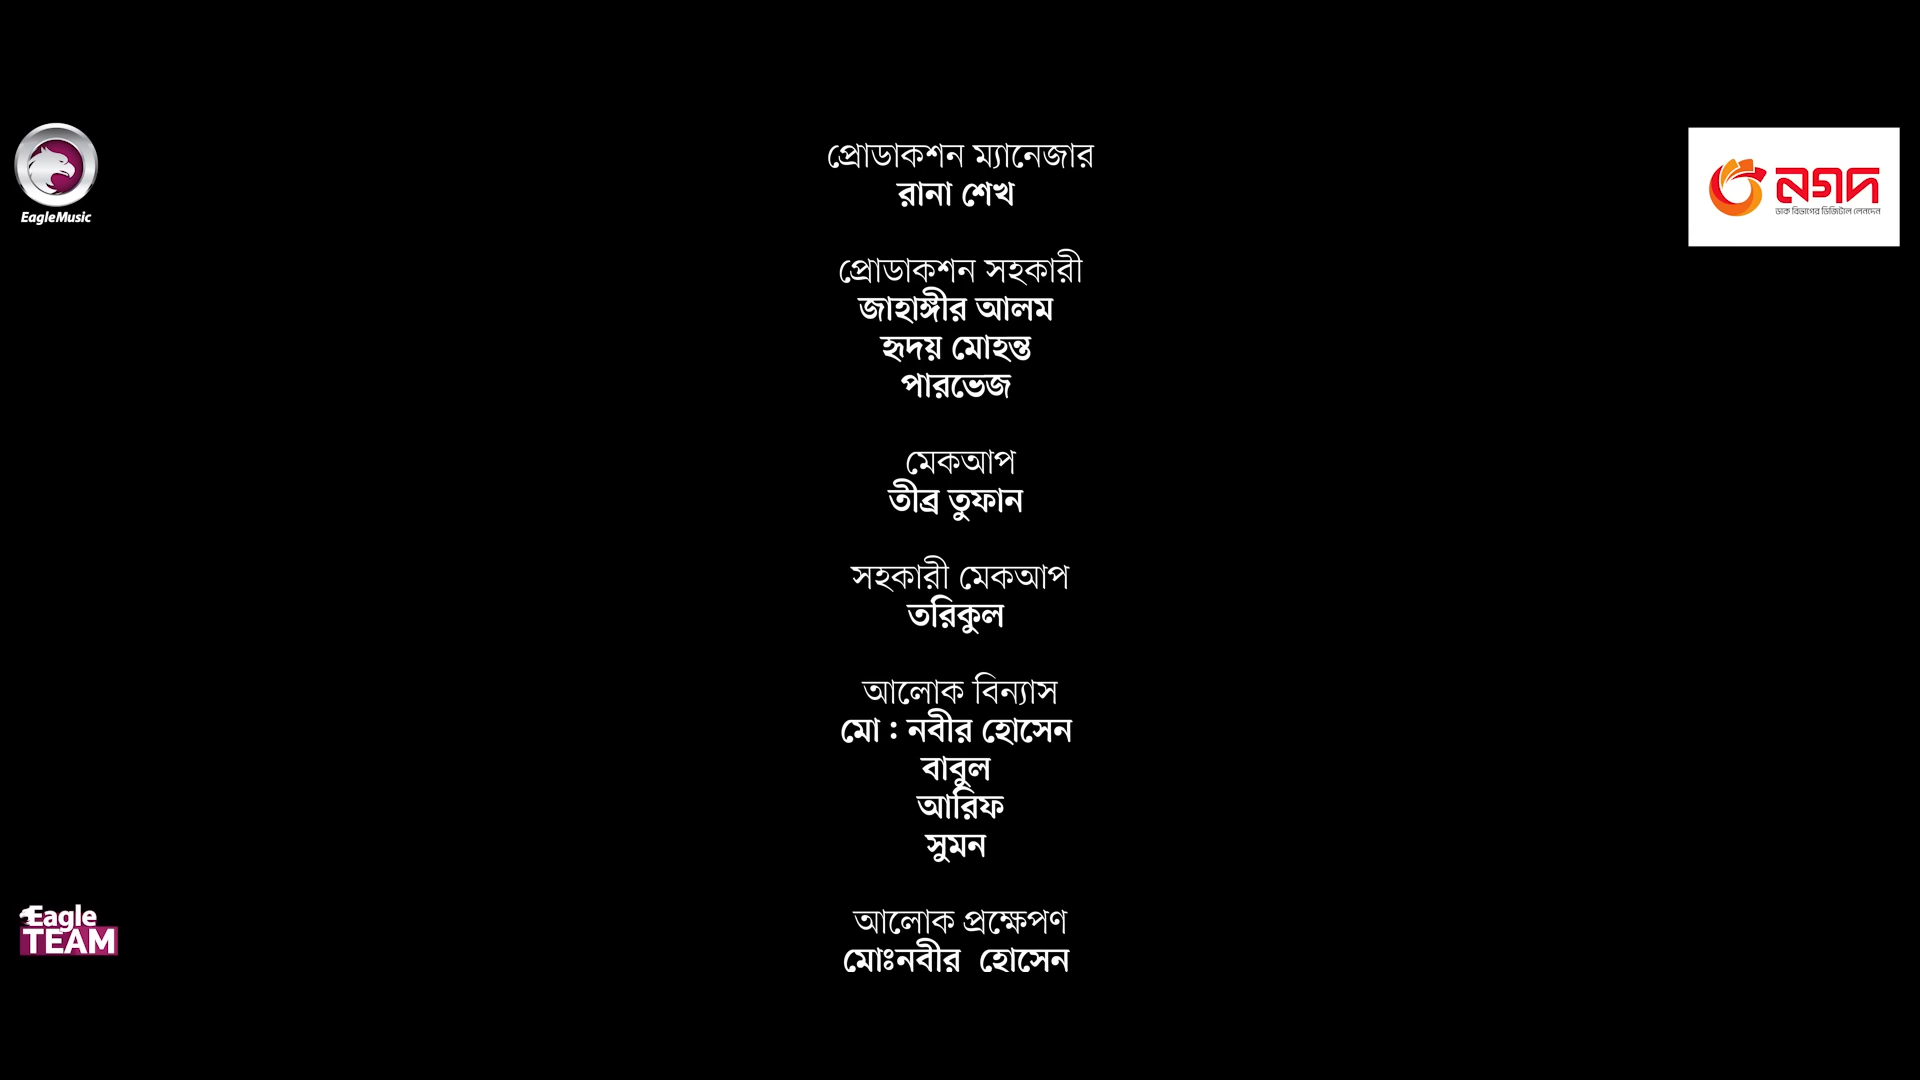 প্রোডাকশন ম্যানেজার
রানা শেখ
প্রোডাকশন সহকারী
জাহাঙ্গীর আলম
হৃদয় মোহন্ত
পারভেজ
মেকআপ
তীব্র তুফান
সহকারী মেকআপ
তরিকুল
আলোক বিন্যাস
মো : নবীর হোসেন
বাবুল
আরিফ
সুমন
আলোক প্রক্ষেপণ
মোঃনবীর হোসেন
EagleMusic
নগদ
ডাক বিভাগের ডিজিটাল লেনদেন
Eagle
TEAM